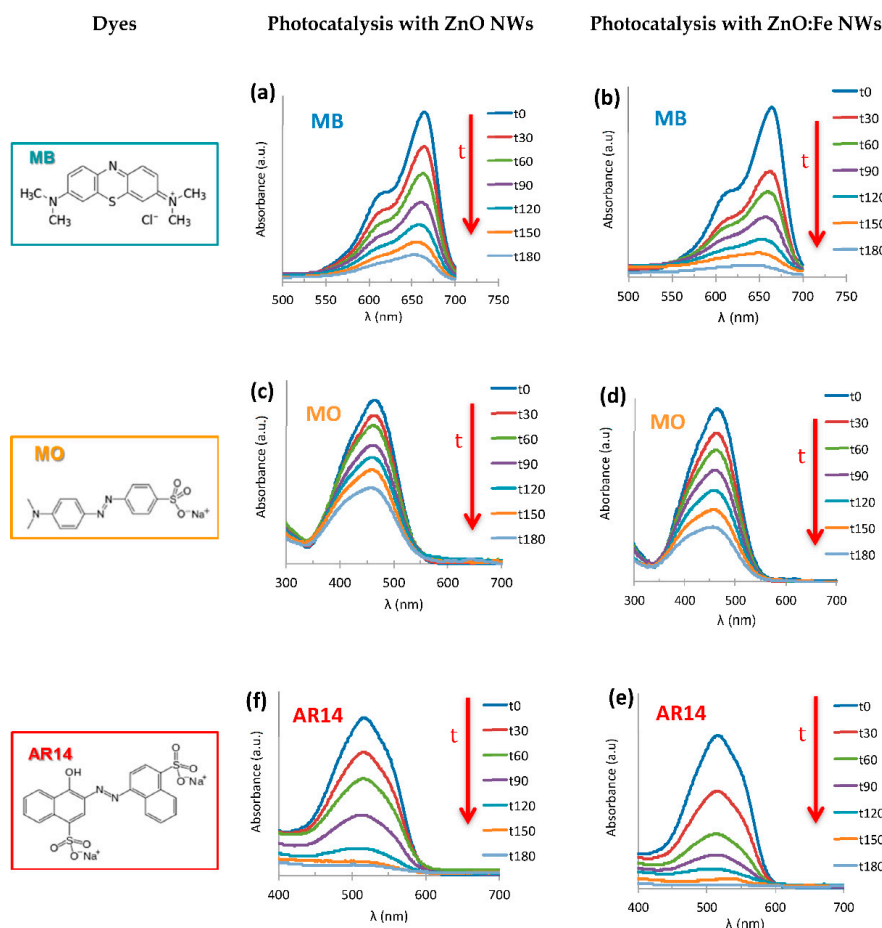 Dyes
Photocatalysis with ZnO NWs
Photocatalysis with ZnO:Fe NWs
(a)
MB
t
t0
t30
t60
t90
t120
t150
t180
Absorbance (a.u.)
500 550 600 650 700 750
λ (nm)
(b)
MB
t
t0
t30
t60
t90
t120
t150
t180
Absorbance (a.u.)
500 550 600 650 700 750
λ (nm)
MB
N
H₃C
N
CH₃
S
N⁺
CH₃
CH₃
Cl⁻
(c)
MO
t
t0
t30
t60
t90
t120
t150
t180
Absorbance (a.u.)
300 400 500 600 700
λ (nm)
(d)
MO
t
t0
t30
t60
t90
t120
t150
t180
Absorbance (a.u.)
300 400 500 600 700
λ (nm)
MO
N
N
N
O
S
O
O⁻Na⁺
(f)
AR14
t
t0
t30
t60
t90
t120
t150
t180
Absorbance (a.u)
400 500 600 700
λ (nm)
(e)
AR14
t
t0
t30
t60
t90
t120
t150
t180
Absorbance (a.u)
400 500 600 700
λ (nm)
AR14
OH
N
N
O
S
O
O⁻Na⁺
O
S
O
O⁻Na⁺